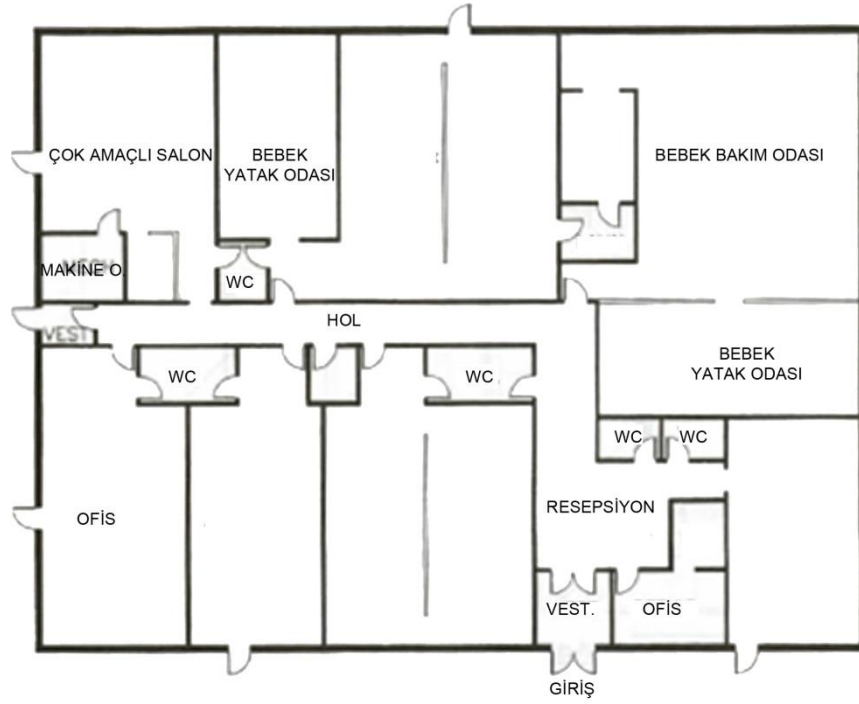 ÇOK AMAÇLI SALON
BEBEK
YATAK ODASI
BEBEK BAKIM ODASI
MAKİNE O.
WC
HOL
VEST
BEBEK
YATAK ODASI
WC
WC
WC
WC
OFİS
RESEPSİYON
VEST.
OFİS
GİRİŞ